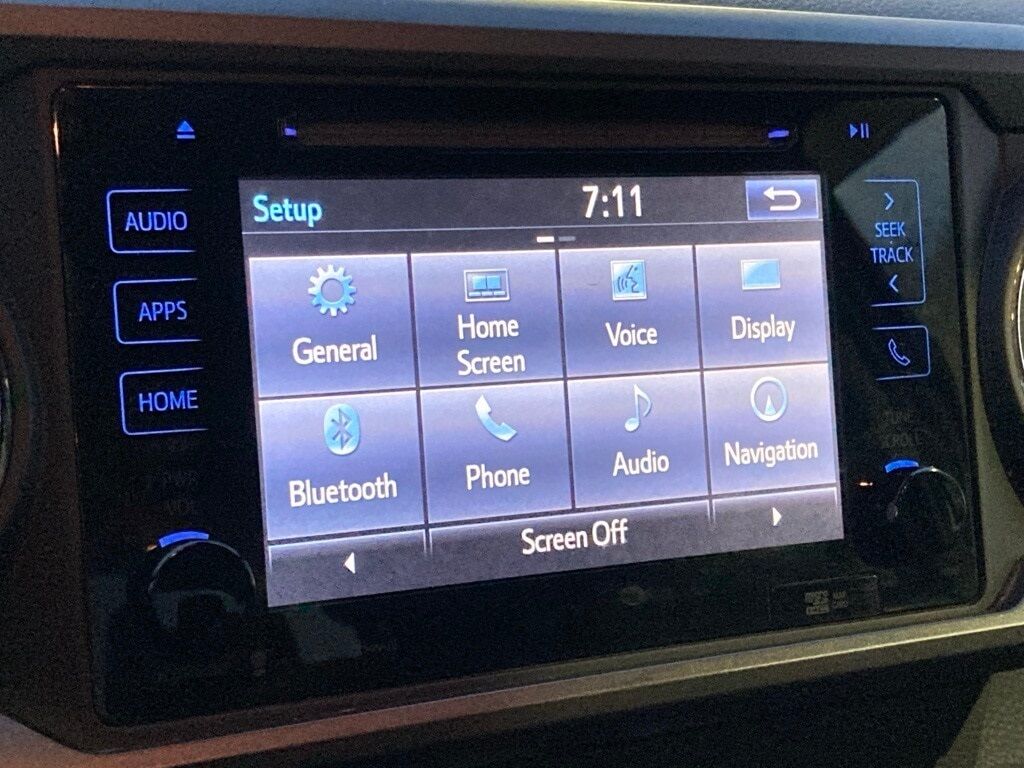 AUDIO
APPS
HOME
Setup
7:11
General
Home
Screen
Voice
Display
Bluetooth
Phone
Audio
Navigation
Screen Off
SEEK
TRACK